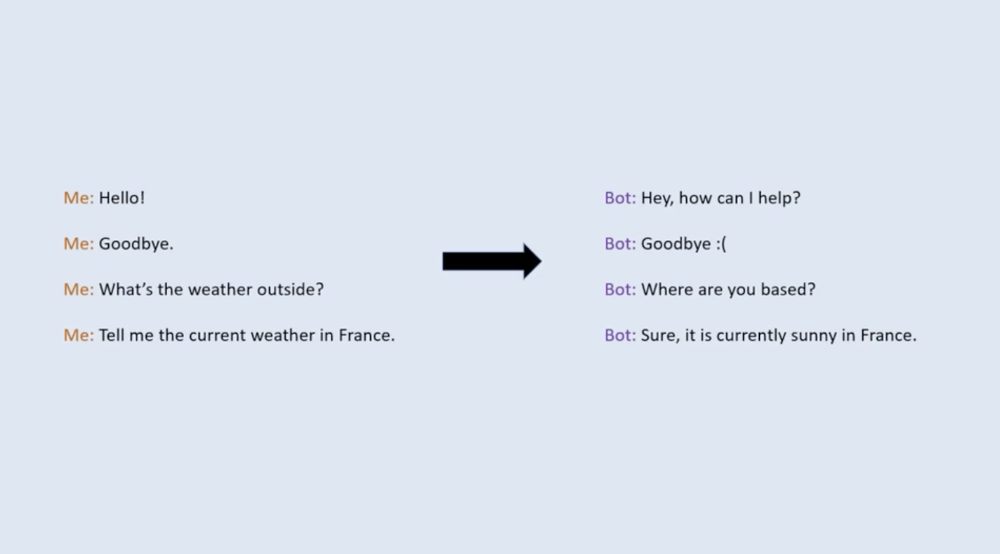 Me: Hello!
Me: Goodbye.
Me: What’s the weather outside?
Me: Tell me the current weather in France.
Bot: Hey, how can I help?
Bot: Goodbye :(
Bot: Where are you based?
Bot: Sure, it is currently sunny in France.